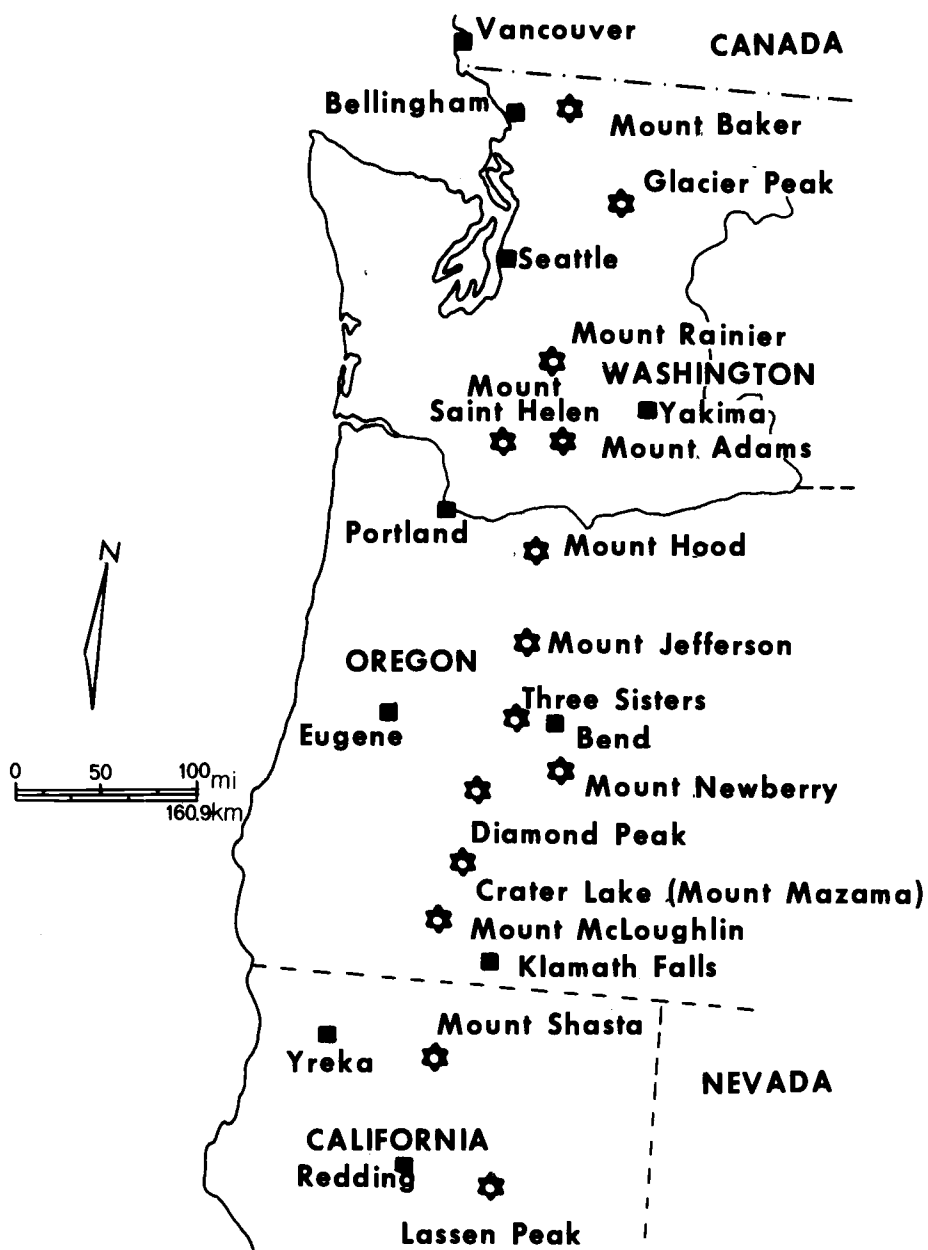 Vancouver
CANADA
Bellingham
Mount Baker
Glacier Peak
Seattle
Mount Rainier
WASHINGTON
Mount
Saint Helen
Yakima
Mount Adams
Portland
Mount Hood
N
Mount Jefferson
OREGON
Three Sisters
Eugene
Bend
0 50 100 mi
160.9km
Mount Newberry
Diamond Peak
Crater Lake (Mount Mazama)
Mount McLoughlin
Klamath Falls
Mount Shasta
Yreka
NEVADA
CALIFORNIA
Redding
Lassen Peak